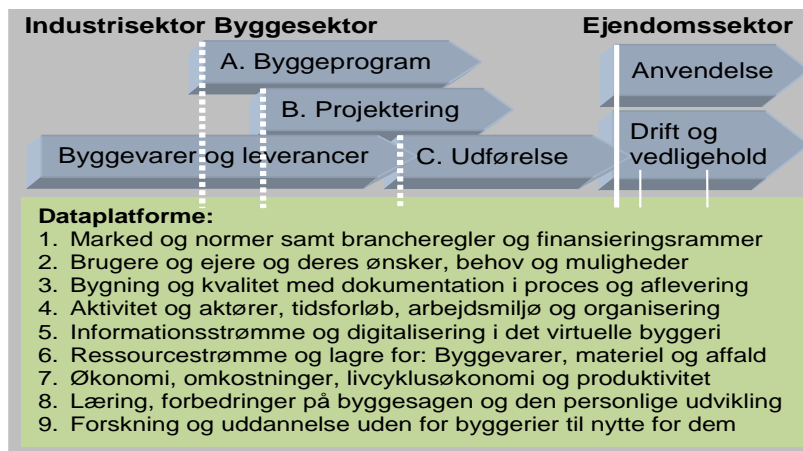 Industrisektor Byggesektor Ejendomssektor
A. Byggeprogram
Anvendelse
B. Projektering
Byggevarer og leverancer
C. Udførelse
Drift og
vedligehold
Dataplatforme:
1. Marked og normer samt brancheregler og finansieringsrammer
2. Brugere og ejere og deres ønsker, behov og muligheder
3. Bygning og kvalitet med dokumentation i proces og aflevering
4. Aktivitet og aktører, tidsforløb, arbejdsmiljø og organisering
5. Informationsstrømme og digitalisering i det virtuelle byggeri
6. Ressourcestrømme og lagre for: Byggevarer, materiel og affald
7. Økonomi, omkostninger, livcyklusøkonomi og produktivitet
8. Læring, forbedringer på byggesagen og den personlige udvikling
9. Forskning og uddannelse uden for byggerier til nytte for dem